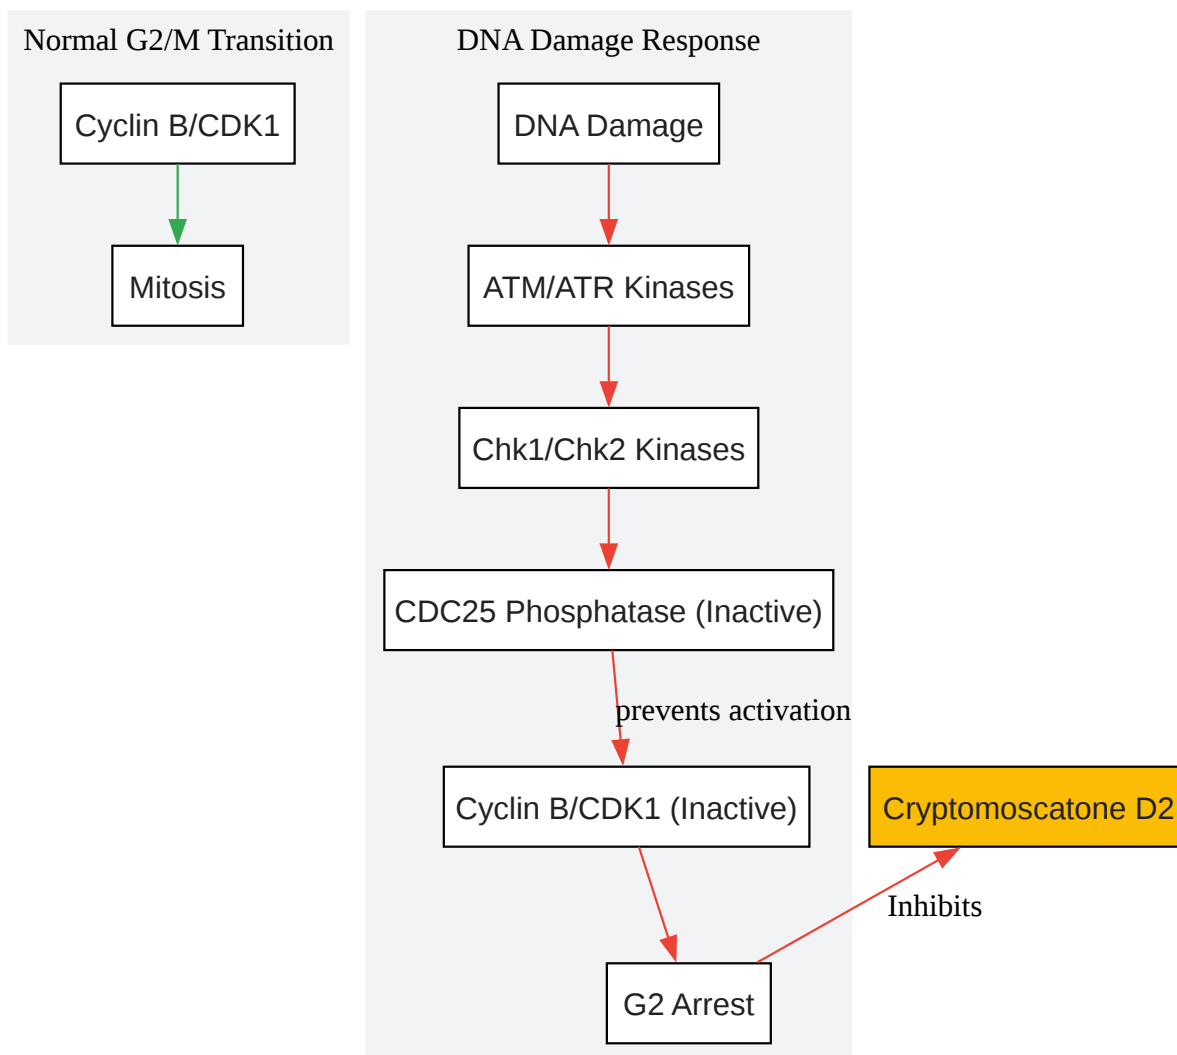 Normal G2/M Transition
Cyclin B/CDK1
Mitosis
DNA Damage Response
DNA Damage
ATM/ATR Kinases
Chk1/Chk2 Kinases
CDC25 Phosphatase (Inactive)
prevents activation
Cyclin B/CDK1 (Inactive)
Cryptomoscatone D2
Inhibits
G2 Arrest